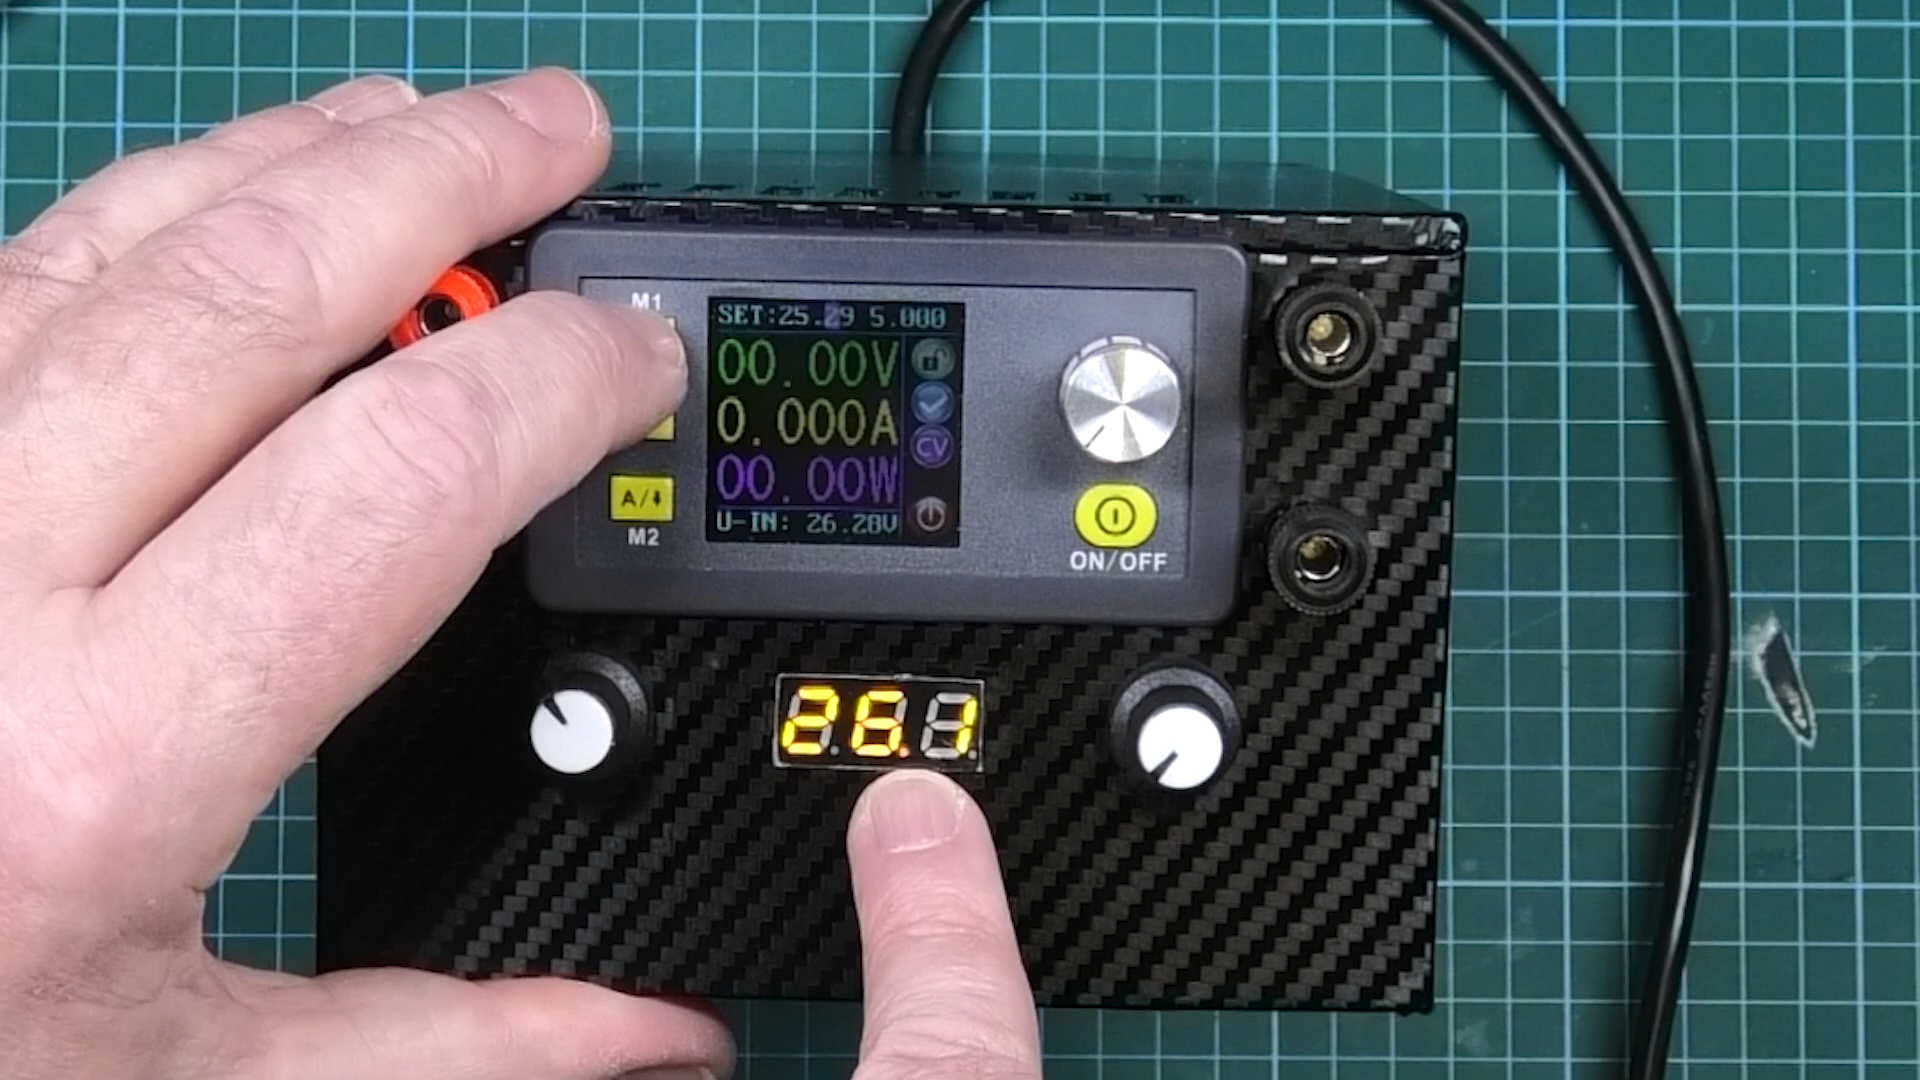 M1
SET:25.29 5.000
00.00V
0.000A
CV
00.00W
U-IN: 26.28V
A/⬇
M2
ON/OFF
26.1